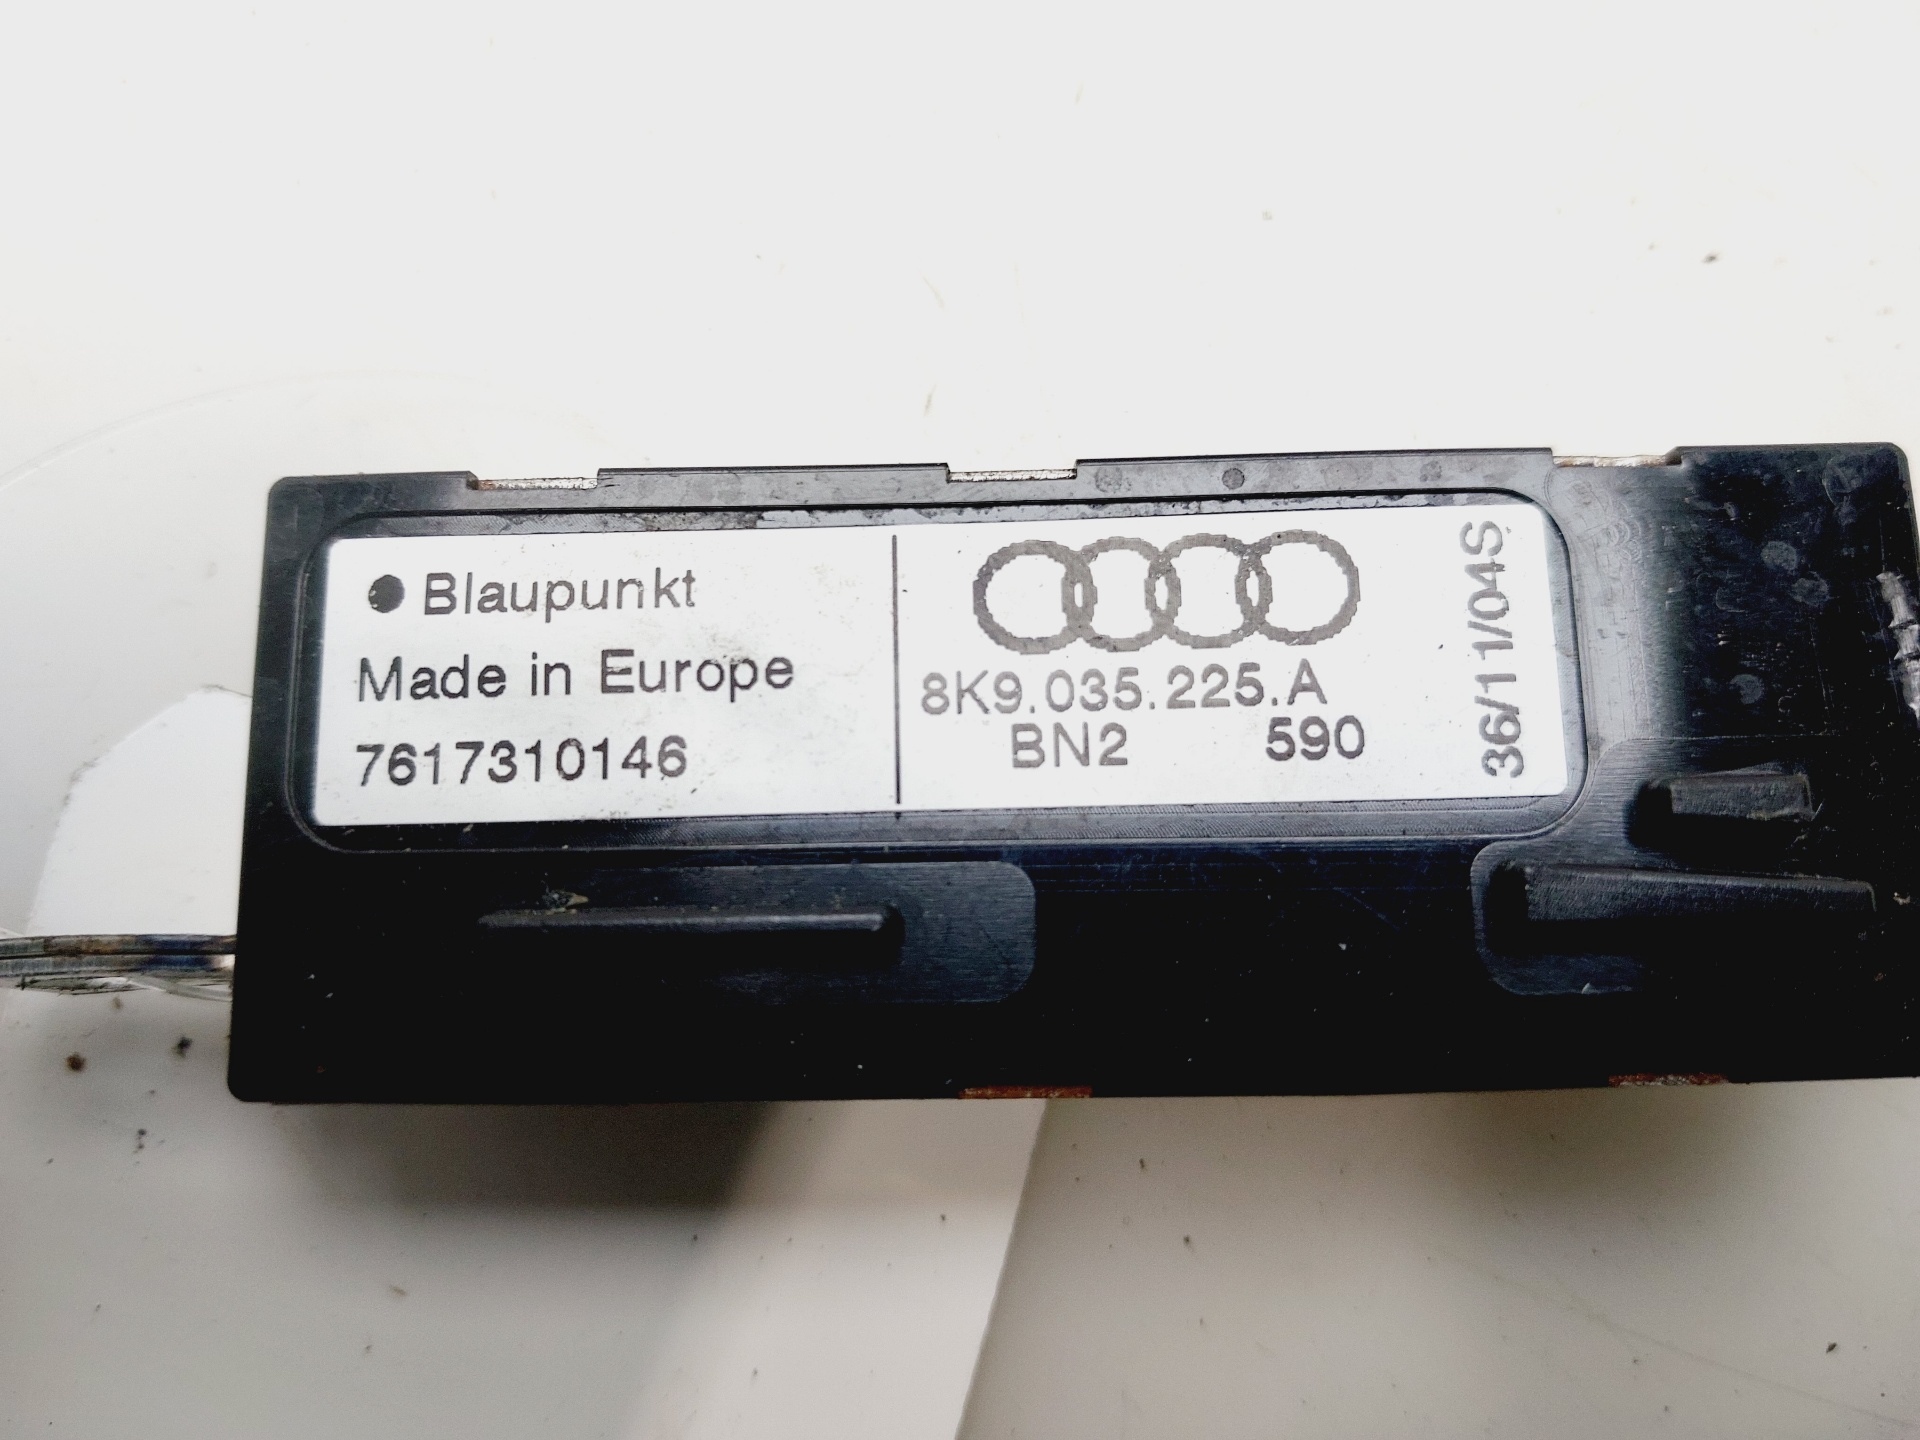 Blaupunkt
Made in Europe
7617310146
8K9.035.225.A
BN2 590
36/11/04S